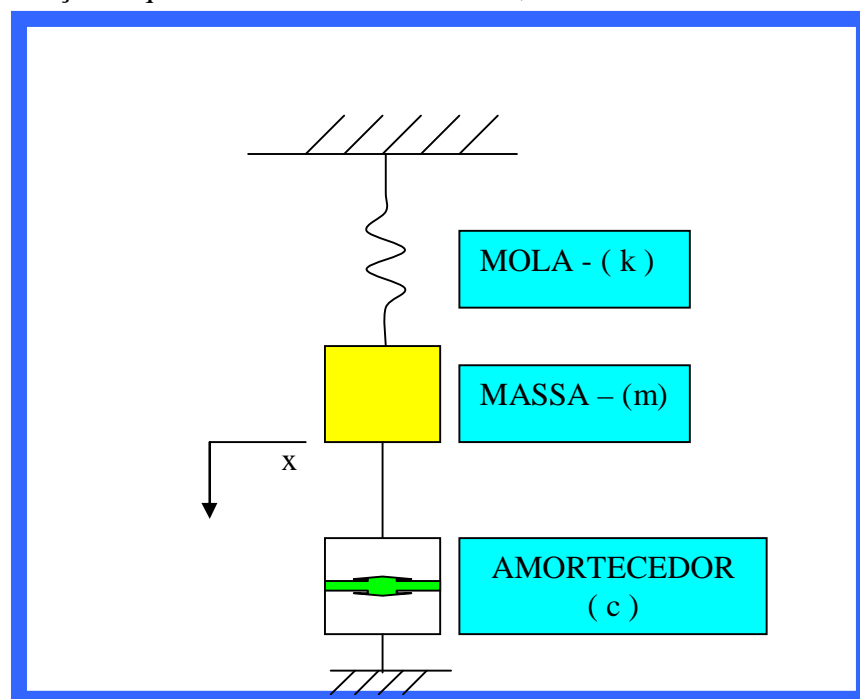 MOLA - ( k )
MASSA – (m)
x
AMORTECEDOR
( c )